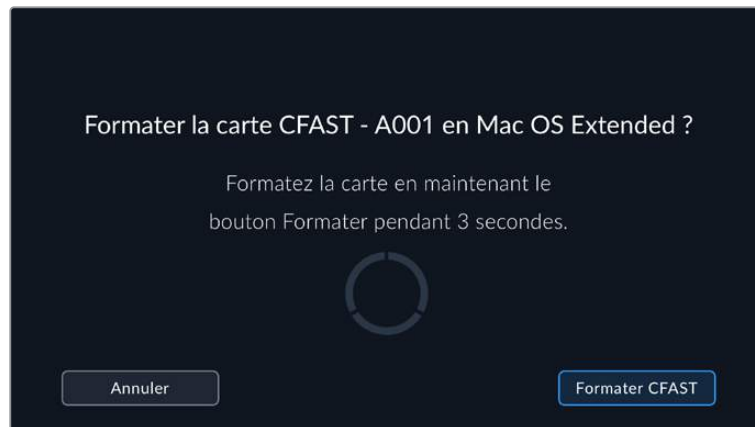 Formater la carte CFAST - A001 en Mac OS Extended ?
Formatez la carte en maintenant le
bouton Formater pendant 3 secondes.
Annuler
Formater CFAST